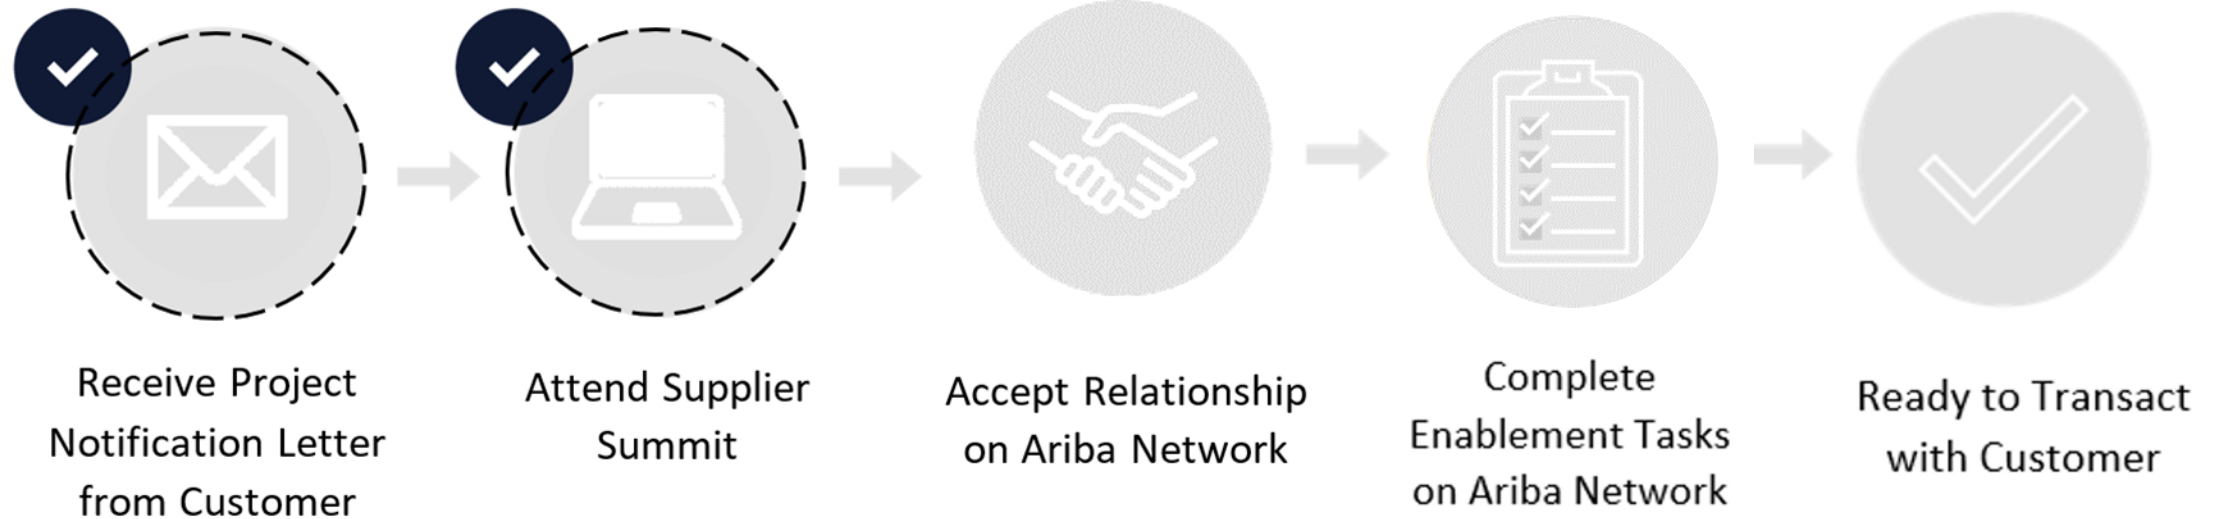 Receive Project
Notification Letter
from Customer
Attend Supplier
Summit
Accept Relationship
on Ariba Network
Complete
Enablement Tasks
on Ariba Network
Ready to Transact
with Customer